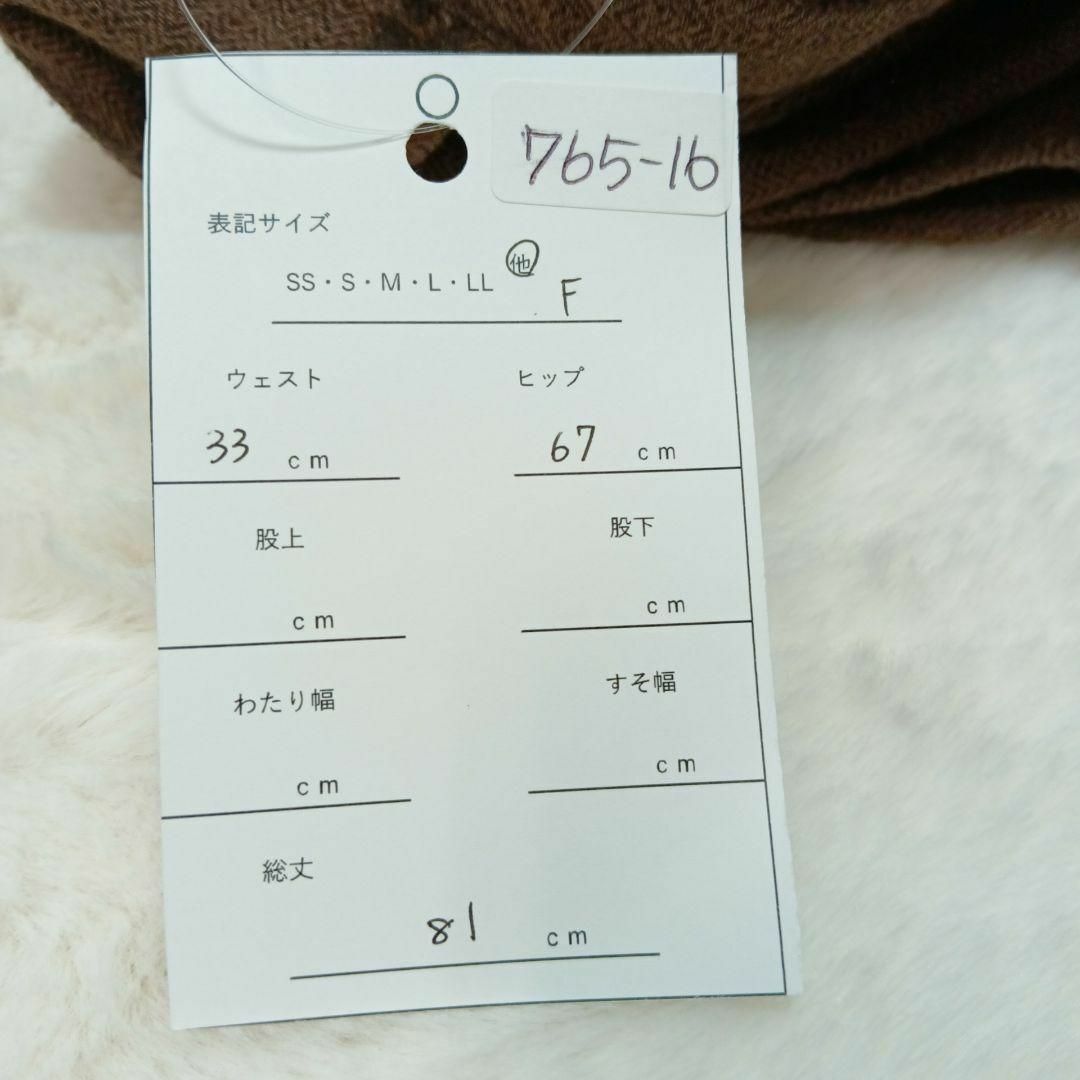 765-16
表記サイズ
SS・S・M・L・LL 他 F
ウェスト ヒップ
33 cm 67 cm
股上 股下
cm cm
わたり幅 すそ幅
cm cm
総丈
81 cm